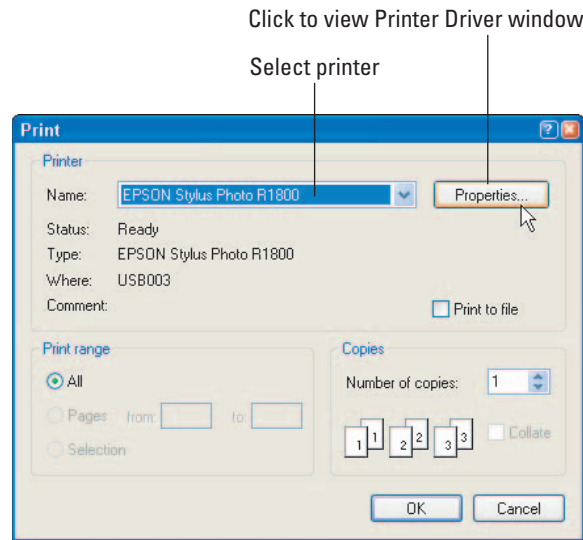 Click to view Printer Driver window
Select printer
Print
Printer
Name: EPSON Stylus Photo R1800 Properties...
Status: Ready
Type: EPSON Stylus Photo R1800
Where: USB003
Comment: Print to file
Print range
All
Pages from: to:
Selection
Copies
Number of copies: 1
1 1 2 2 3 3 Collate
OK Cancel